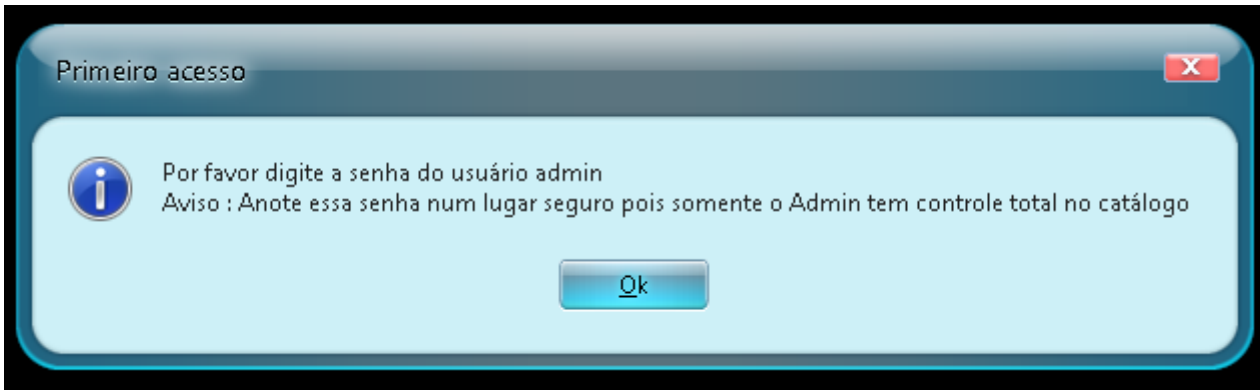 Primeiro acesso
X
Por favor digite a senha do usuário admin
Aviso : Anote essa senha num lugar seguro pois somente o Admin tem controle total no catálogo
Ok